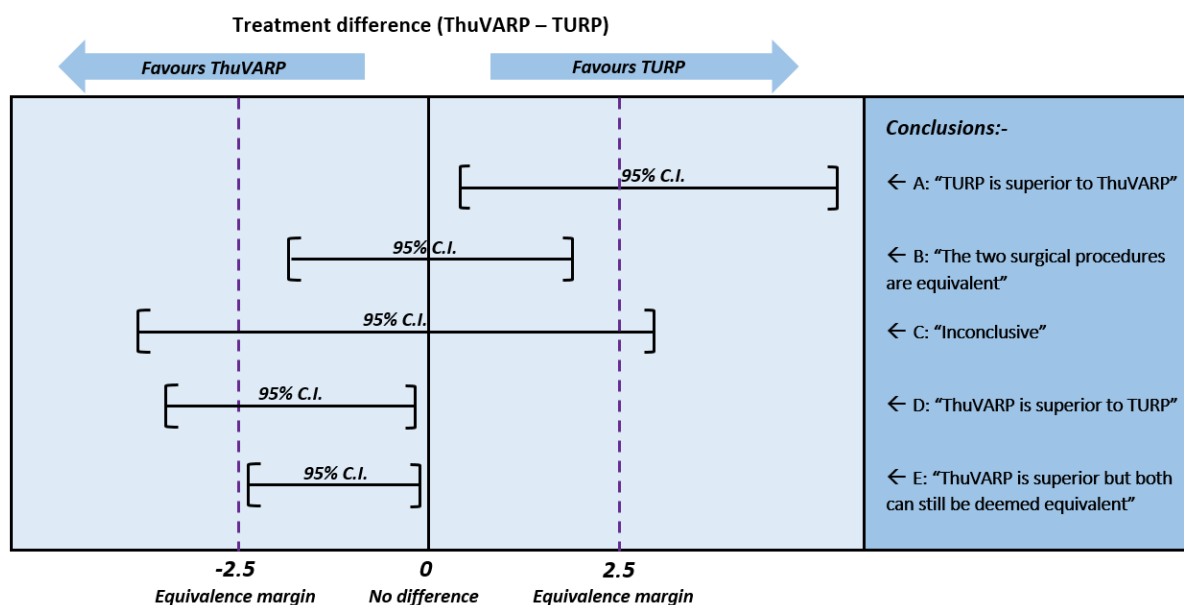 Treatment difference (ThuVARP – TURP)
Favours ThuVARP
Favours TURP
Conclusions:-
95% C.I.
← A: “TURP is superior to ThuVARP”
95% C.I.
← B: “The two surgical procedures
are equivalent”
95% C.I.
← C: “Inconclusive”
95% C.I.
← D: “ThuVARP is superior to TURP”
95% C.I.
← E: “ThuVARP is superior but both
can still be deemed equivalent”
-2.5
0
2.5
Equivalence margin
No difference
Equivalence margin